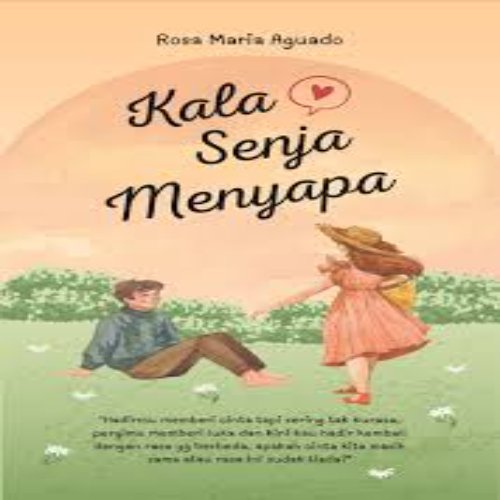 Rosa Maria Aguado
Kala
Senja
Menyapa
"Hadirmu memberi cinta tapi sering tak kurasa,
pergimu memberi luka dan kini kau hadir kembali
dengan rasa yg berbeda, apakah cinta kita masih
sama atau rasa ini sudah tiada?"